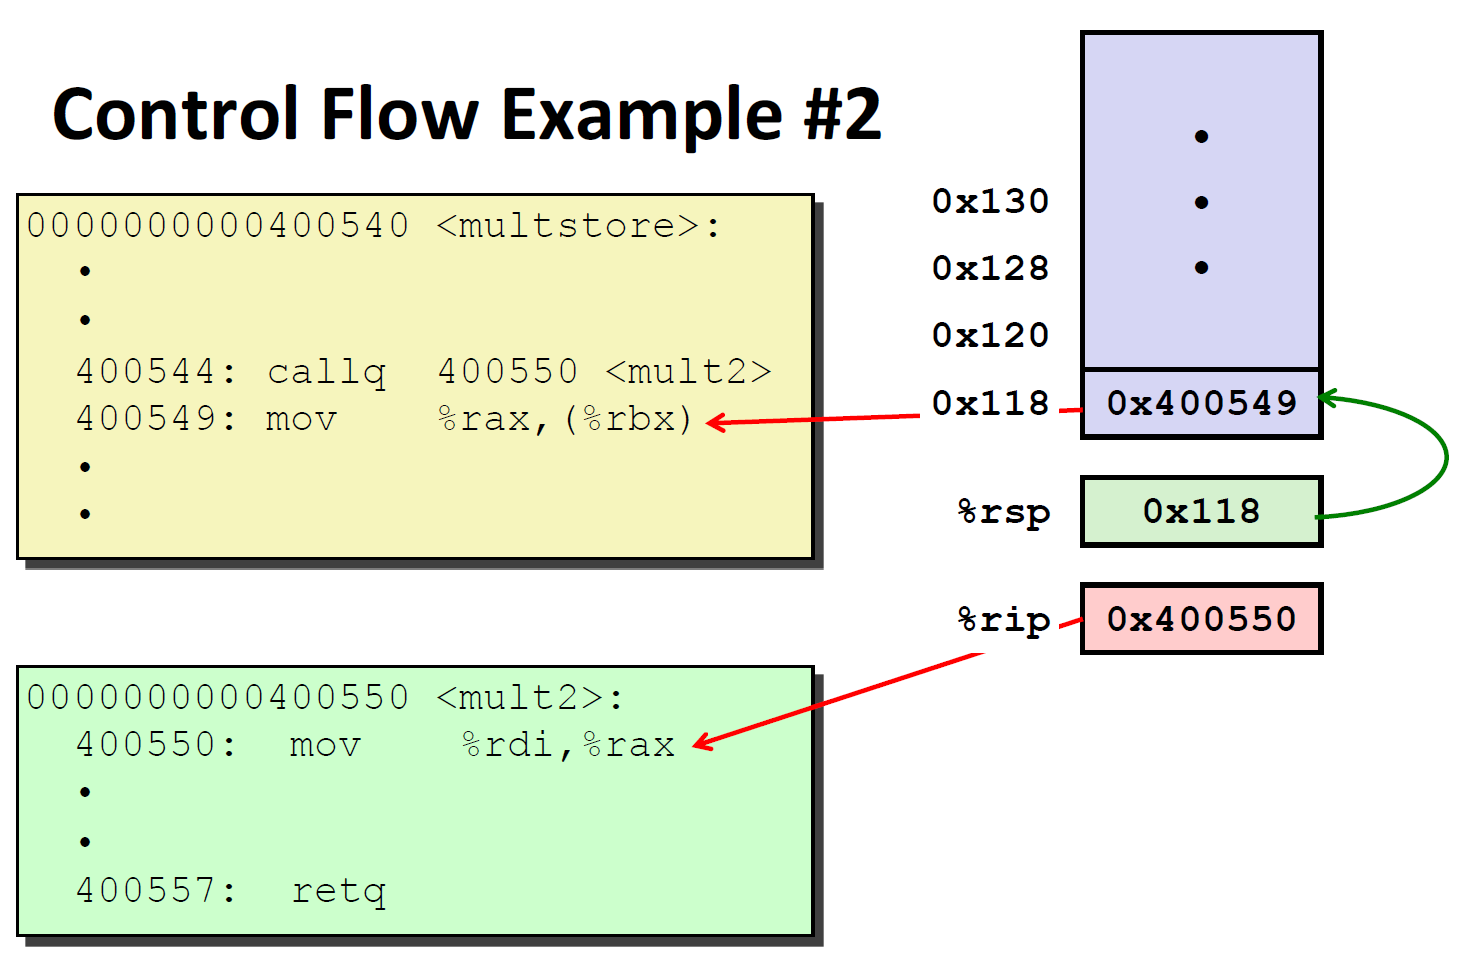 Control Flow Example #2
0000000000400540 <multstore>:
•
•
400544: callq 400550 <mult2>
400549: mov %rax,(%rbx)
•
•
0000000000400550 <mult2>:
400550: mov %rdi,%rax
•
•
400557: retq
•
0x130 •
0x128 •
0x120
0x118 0x400549
%rsp 0x118
%rip 0x400550